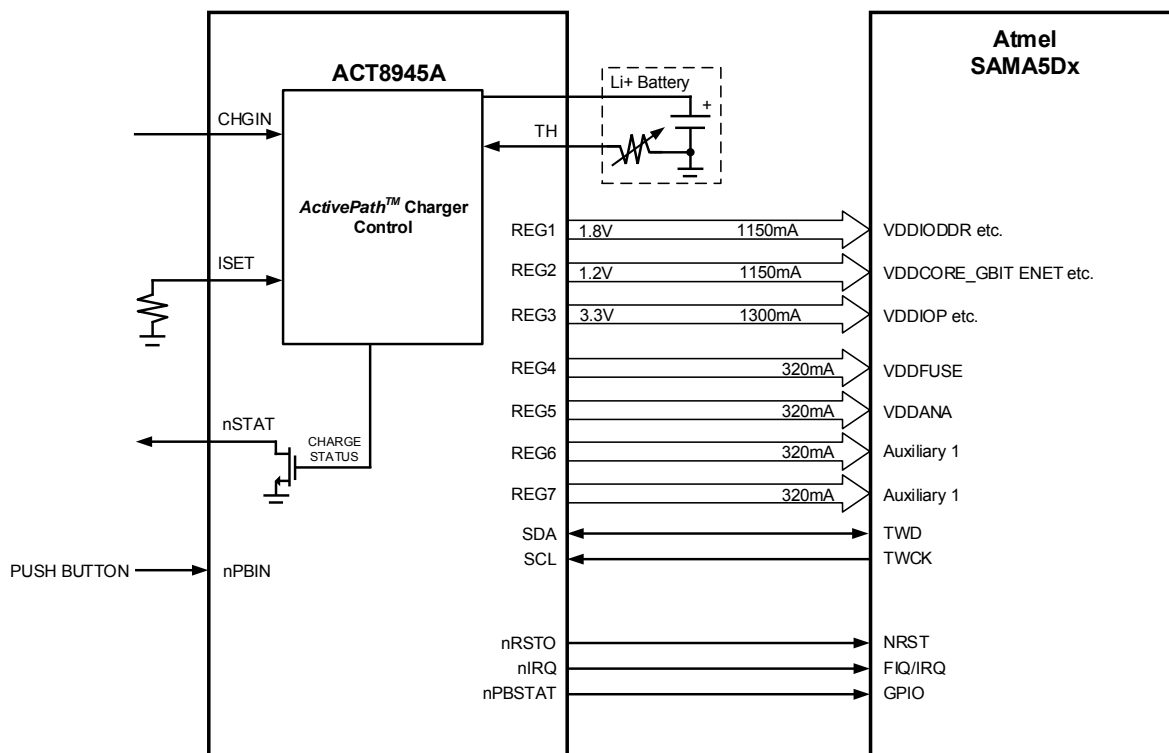 Atmel
SAMA5Dx
ACT8945A
Li+ Battery
+
CHGIN
TH
ActivePath™ Charger
Control
ISET
REG1 1.8V 1150mA VDDIODDR etc.
REG2 1.2V 1150mA VDDCORE_GBIT ENET etc.
REG3 3.3V 1300mA VDDIOP etc.
REG4 320mA VDDFUSE
REG5 320mA VDDANA
nSTAT
CHARGE
STATUS
REG6 320mA Auxiliary 1
REG7 320mA Auxiliary 1
SDA TWD
SCL TWCK
PUSH BUTTON nPBIN
nRSTO NRST
nIRQ FIQ/IRQ
nPBSTAT GPIO